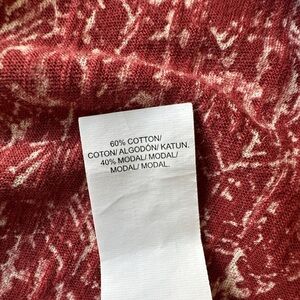 60% COTTON/
COTON/ ALGODÓN/ KATUN.
40% MODAL/ MODAL/
MODAL/ MODAL.